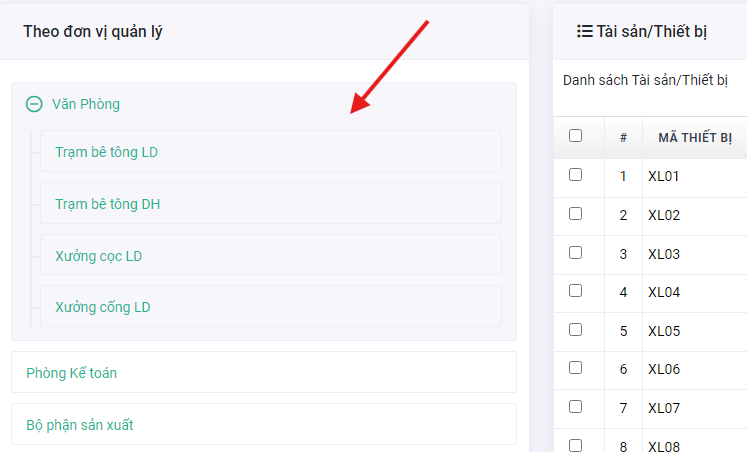 Theo đơn vị quản lý
Văn Phòng
Trạm bê tông LD
Trạm bê tông DH
Xưởng cọc LD
Xưởng cống LD
Phòng Kế toán
Bộ phận sản xuất
Tài sản/Thiết bị
Danh sách Tài sản/Thiết bị
# MÃ THIẾT BỊ
1 XL01
2 XL02
3 XL03
4 XL04
5 XL05
6 XL06
7 XL07
8 XL08